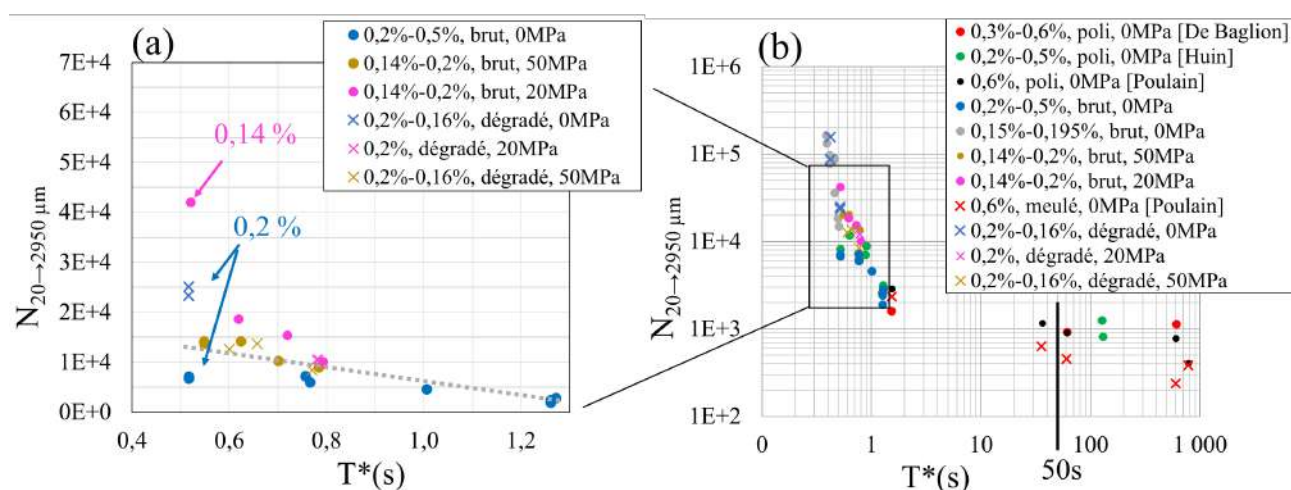 (a)
0,2%-0,5%, brut, 0MPa
0,14%-0,2%, brut, 50MPa
0,14%-0,2%, brut, 20MPa
0,2%-0,16%, dégradé, 0MPa
0,2%, dégradé, 20MPa
0,2%-0,16%, dégradé, 50MPa
7E+4
6E+4
5E+4
4E+4
3E+4
2E+4
1E+4
0E+0
N20→2950 µm
0,14 %
0,2 %
0,4
0,6
0,8
1,0
1,2
T*(s)
(b)
0,3%-0,6%, poli, 0MPa [De Baglion]
0,2%-0,5%, poli, 0MPa [Huin]
0,6%, poli, 0MPa [Poulain]
0,2%-0,5%, brut, 0MPa
0,15%-0,195%, brut, 0MPa
0,14%-0,2%, brut, 50MPa
0,14%-0,2%, brut, 20MPa
0,6%, meulé, 0MPa [Poulain]
0,2%-0,16%, dégradé, 0MPa
0,2%, dégradé, 20MPa
0,2%-0,16%, dégradé, 50MPa
1E+6
1E+5
1E+4
1E+3
1E+2
N20→2950 µm
0
1
10
100
1 000
T*(s)
50s